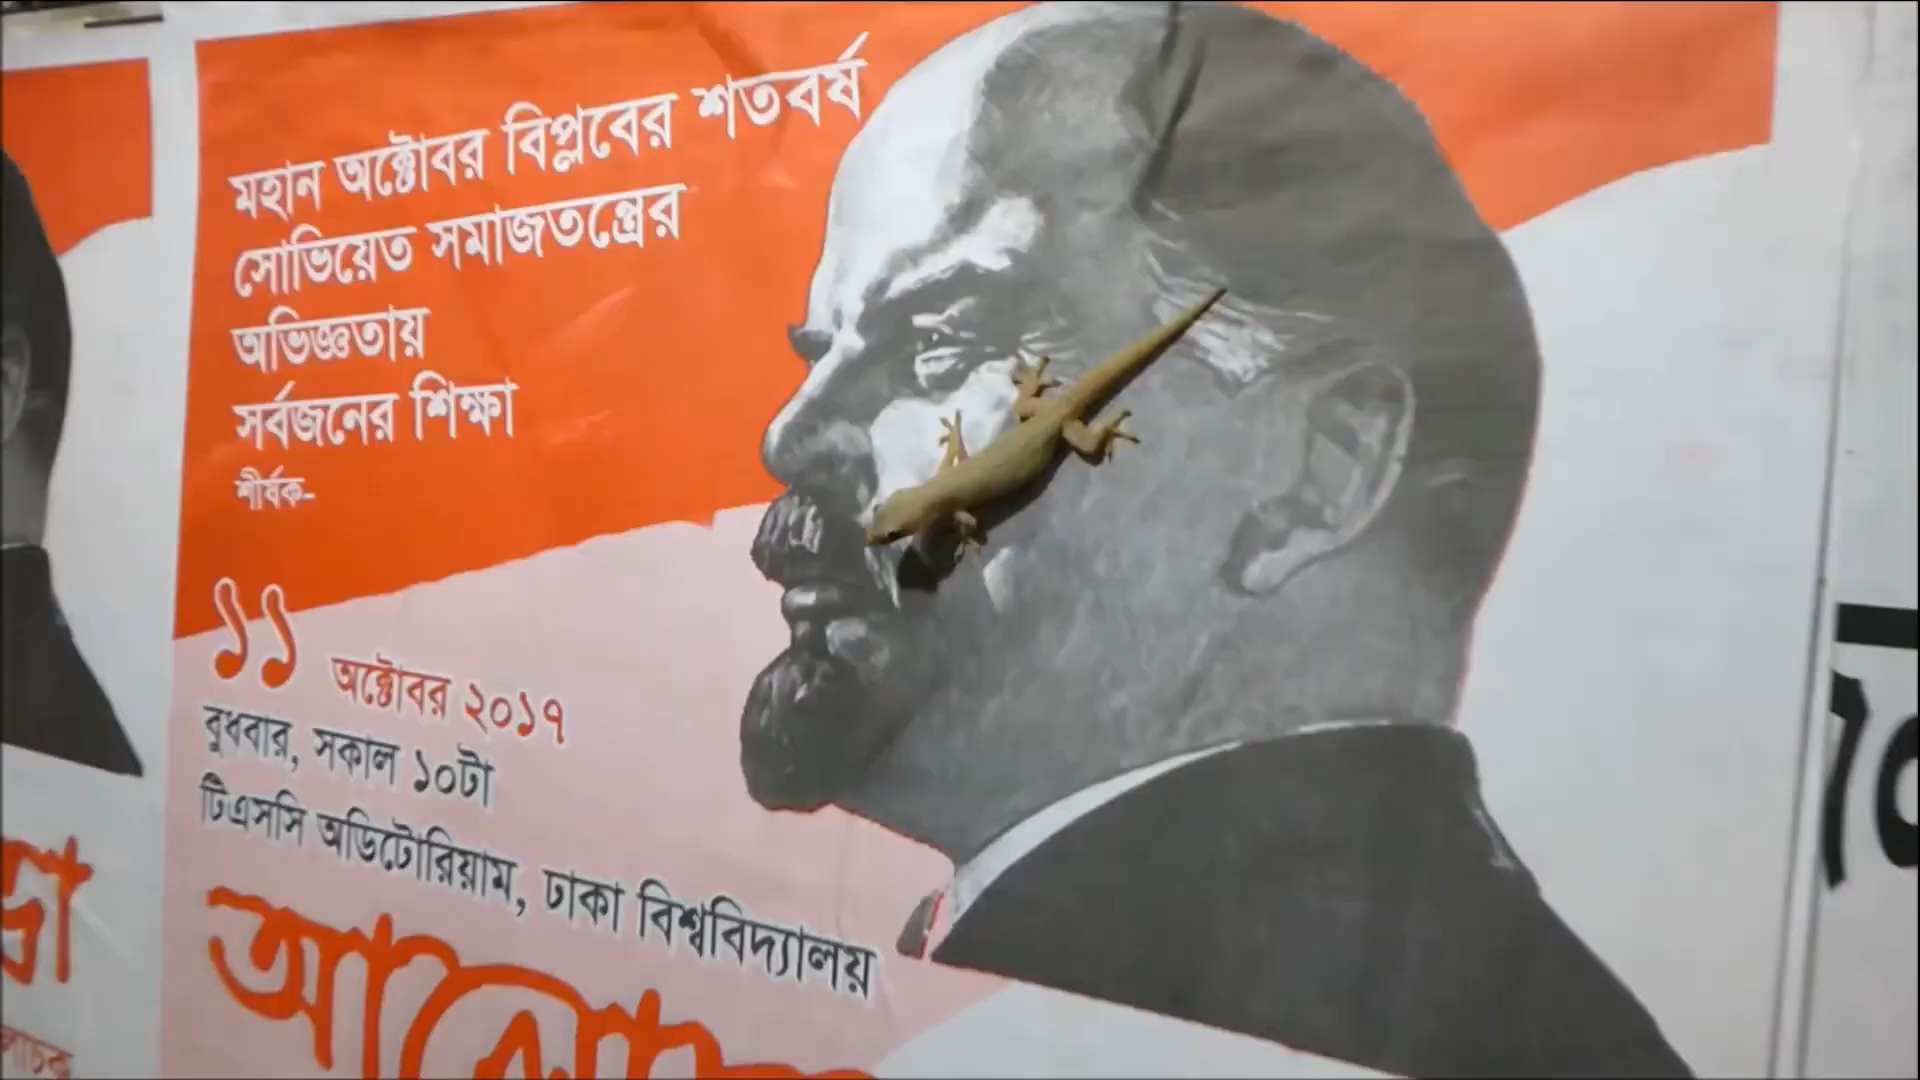 মহান অক্টোবর বিপ্লবের শতবর্ষ
সোভিয়েত সমাজতন্ত্রের
অভিজ্ঞতায়
সর্বজনের শিক্ষা
শীর্ষক-
১১ অক্টোবর ২০১৭
বুধবার, সকাল ১০টা
টিএসসি অডিটোরিয়াম, ঢাকা বিশ্ববিদ্যালয়